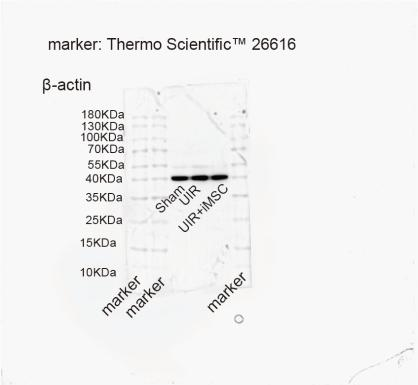 marker: Thermo Scientific™ 26616
β-actin
180KDa
130KDa
100KDa
70KDa
55KDa
40KDa
35KDa
25KDa
15KDa
10KDa
Sham
UIR
UIR+iMSC
marker
marker
marker